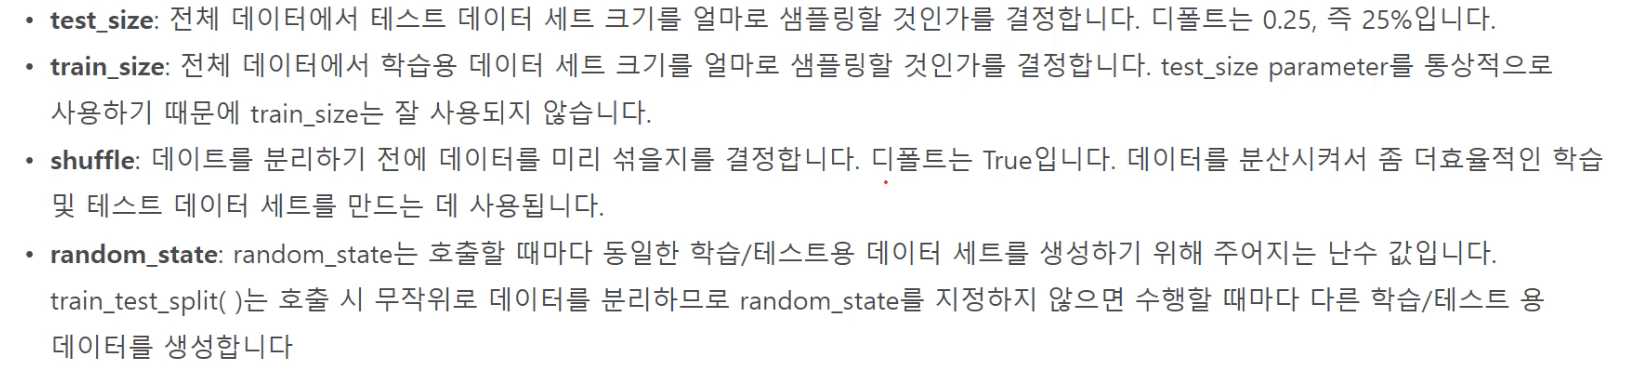 • test_size: 전체 데이터에서 테스트 데이터 세트 크기를 얼마로 샘플링할 것인가를 결정합니다. 디폴트는 0.25, 즉 25%입니다.
• train_size: 전체 데이터에서 학습용 데이터 세트 크기를 얼마로 샘플링할 것인가를 결정합니다. test_size parameter를 통상적으로
사용하기 때문에 train_size는 잘 사용되지 않습니다.
• shuffle: 데이트를 분리하기 전에 데이터를 미리 섞을지를 결정합니다. 디폴트는 True입니다. 데이터를 분산시켜서 좀 더효율적인 학습
및 테스트 데이터 세트를 만드는 데 사용됩니다.
• random_state: random_state는 호출할 때마다 동일한 학습/테스트용 데이터 세트를 생성하기 위해 주어지는 난수 값입니다.
train_test_split( )는 호출 시 무작위로 데이터를 분리하므로 random_state를 지정하지 않으면 수행할 때마다 다른 학습/테스트 용
데이터를 생성합니다